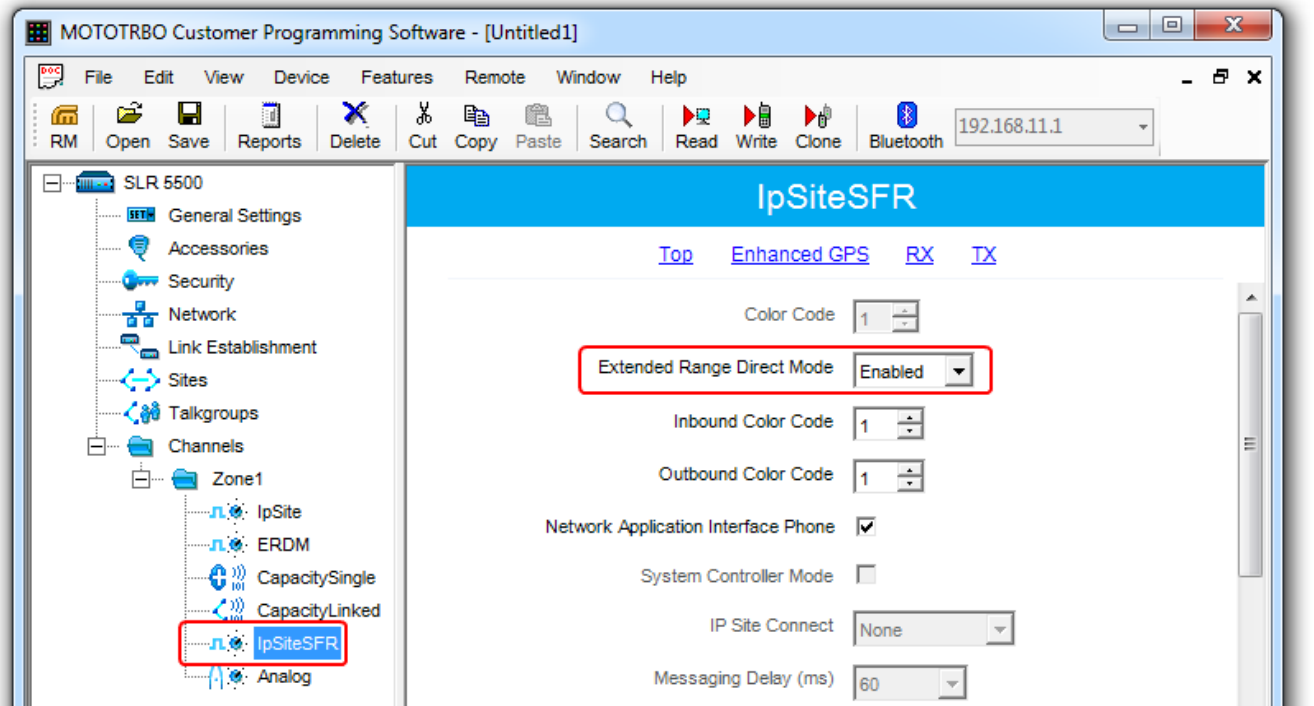 MOTOTRBO Customer Programming Software - [Untitled1]
File Edit View Device Features Remote Window Help
RM Open Save Reports Delete Cut Copy Paste Search Read Write Clone Bluetooth 192.168.11.1
SLR 5500
General Settings
Accessories
Security
Network
Link Establishment
Sites
Talkgroups
Channels
Zone1
IpSite
ERDM
CapacitySingle
CapacityLinked
IpSiteSFR
Analog
IpSiteSFR
Top Enhanced GPS RX TX
Color Code 1
Extended Range Direct Mode Enabled
Inbound Color Code 1
Outbound Color Code 1
Network Application Interface Phone
System Controller Mode
IP Site Connect None
Messaging Delay (ms) 60